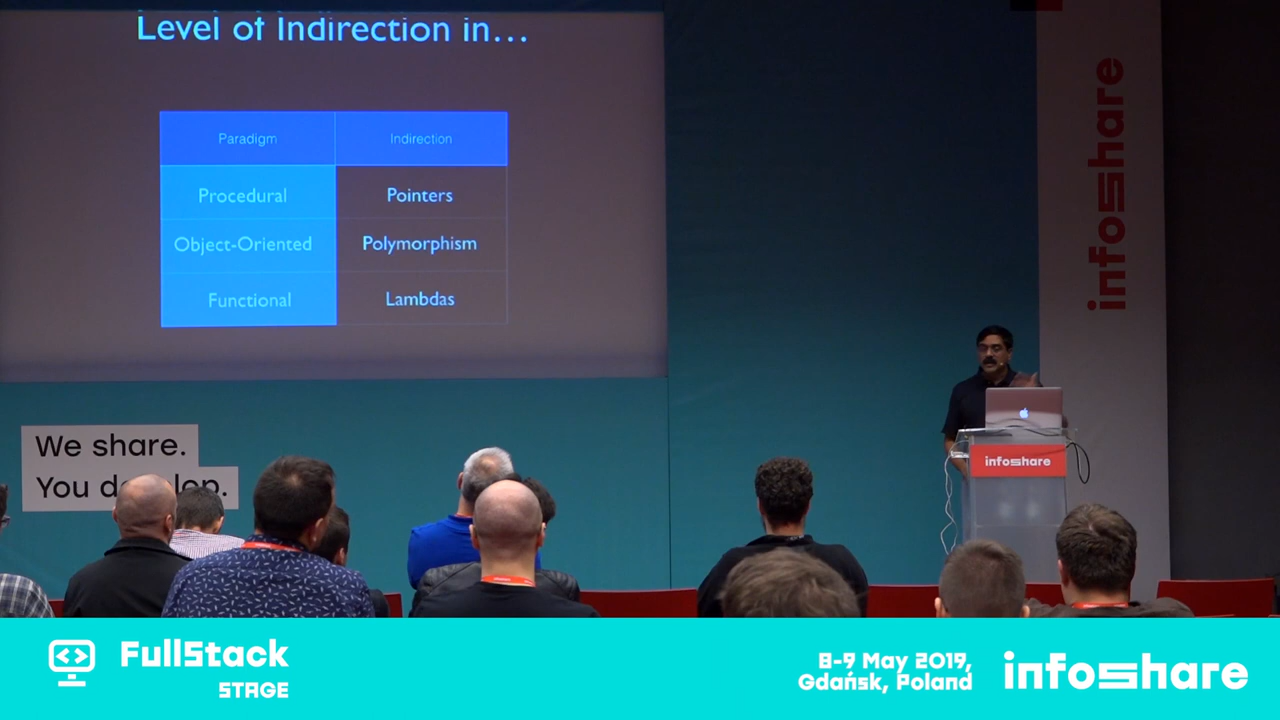 Level of Indirection in...
Paradigm Indirection
Procedural Pointers
Object-Oriented Polymorphism
Functional Lambdas
infoshare
We share.
You
infoshare
FullStack
STAGE
8-9 May 2019,
Gdańsk, Poland
infoshare